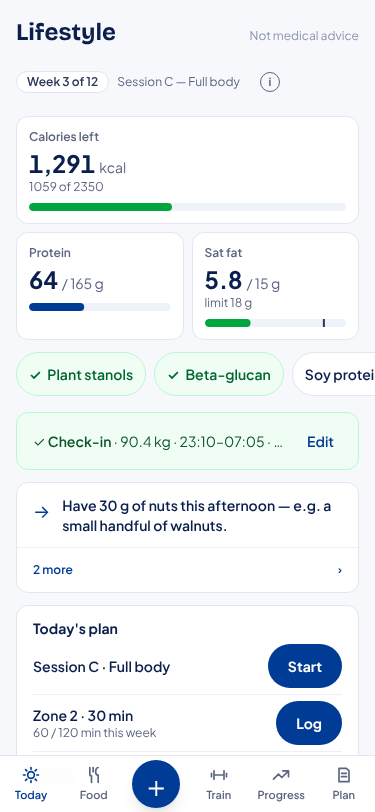 Lifestyle
Not medical advice
Week 3 of 12
Session C — Full body
i
Calories left
1,291 kcal
1059 of 2350
Protein
64 / 165 g
Sat fat
5.8 / 15 g
limit 18 g
✓ Plant stanols
✓ Beta-glucan
Soy protei
✓ Check-in · 90.4 kg · 23:10–07:05 · …
Edit
→ Have 30 g of nuts this afternoon — e.g. a
small handful of walnuts.
2 more ›
Today's plan
Session C · Full body
Start
Zone 2 · 30 min
60 / 120 min this week
Log
+
Today
Food
Train
Progress
Plan